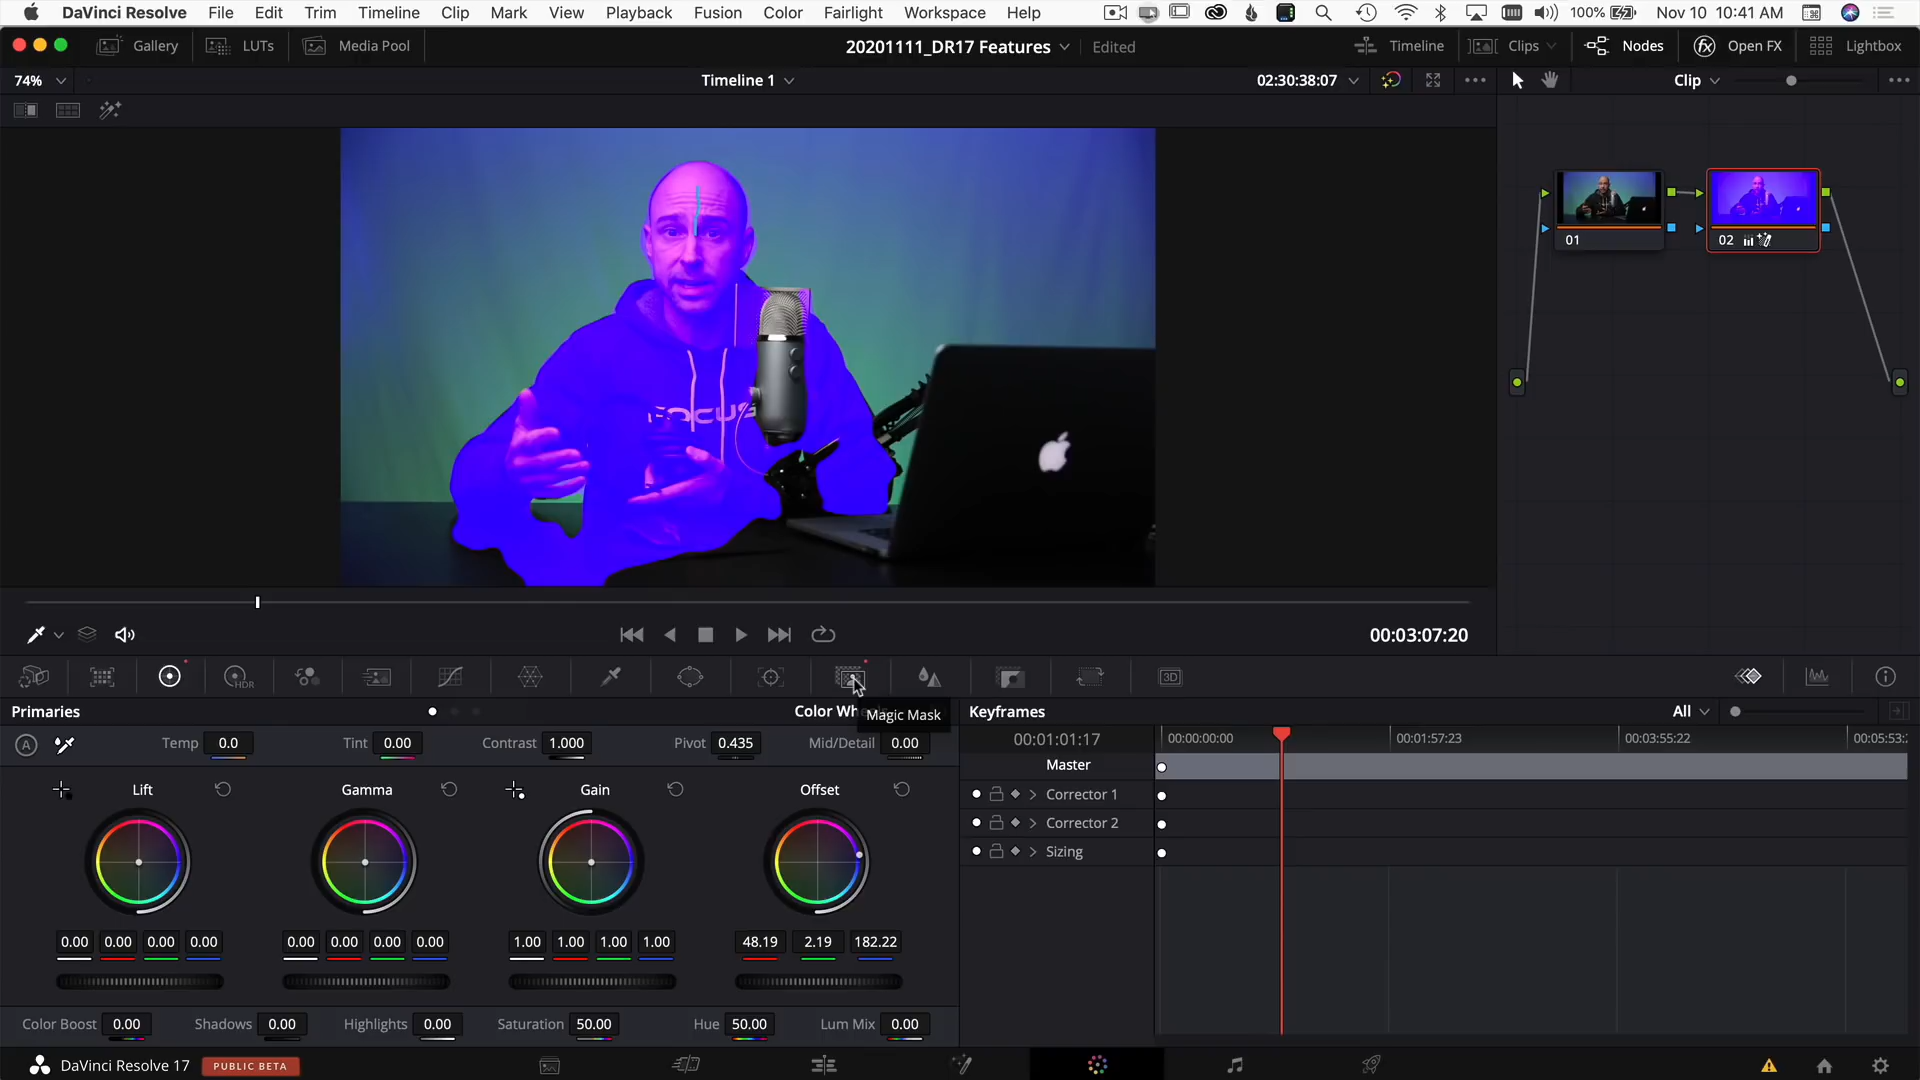 DaVinci Resolve File Edit Trim Timeline Clip Mark View Playback Fusion Color Fairlight Workspace Help 100% Nov 10 10:41 AM
Gallery LUTs Media Pool 20201111_DR17 Features Edited Timeline Clips Nodes Open FX Lightbox
74% Timeline 1 02:30:38:07 Clip
FOCUS
01
02
00:03:07:20
HDR
3D
Primaries Color Wh
Magic Mask
Temp 0.0 Tint 0.00 Contrast 1.000 Pivot 0.435 Mid/Detail 0.00
Lift Gamma Gain Offset
0.00 0.00 0.00 0.00 0.00 0.00 0.00 0.00 1.00 1.00 1.00 1.00 48.19 2.19 182.22
Color Boost 0.00 Shadows 0.00 Highlights 0.00 Saturation 50.00 Hue 50.00 Lum Mix 0.00
Keyframes All
00:01:01:17 00:00:00:00 00:01:57:23 00:03:55:22 00:05:53:
Master
Corrector 1
Corrector 2
Sizing
DaVinci Resolve 17 PUBLIC BETA